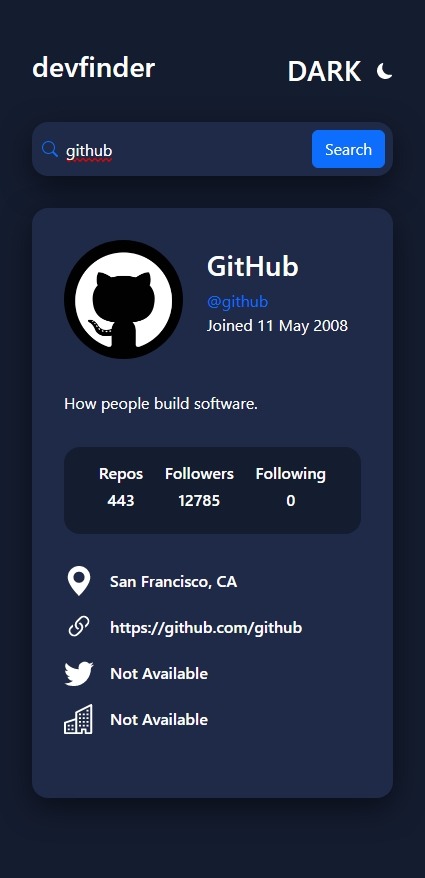 devfinder
DARK
github
Search
GitHub
@github
Joined 11 May 2008
How people build software.
Repos Followers Following
443 12785 0
San Francisco, CA
https://github.com/github
Not Available
Not Available